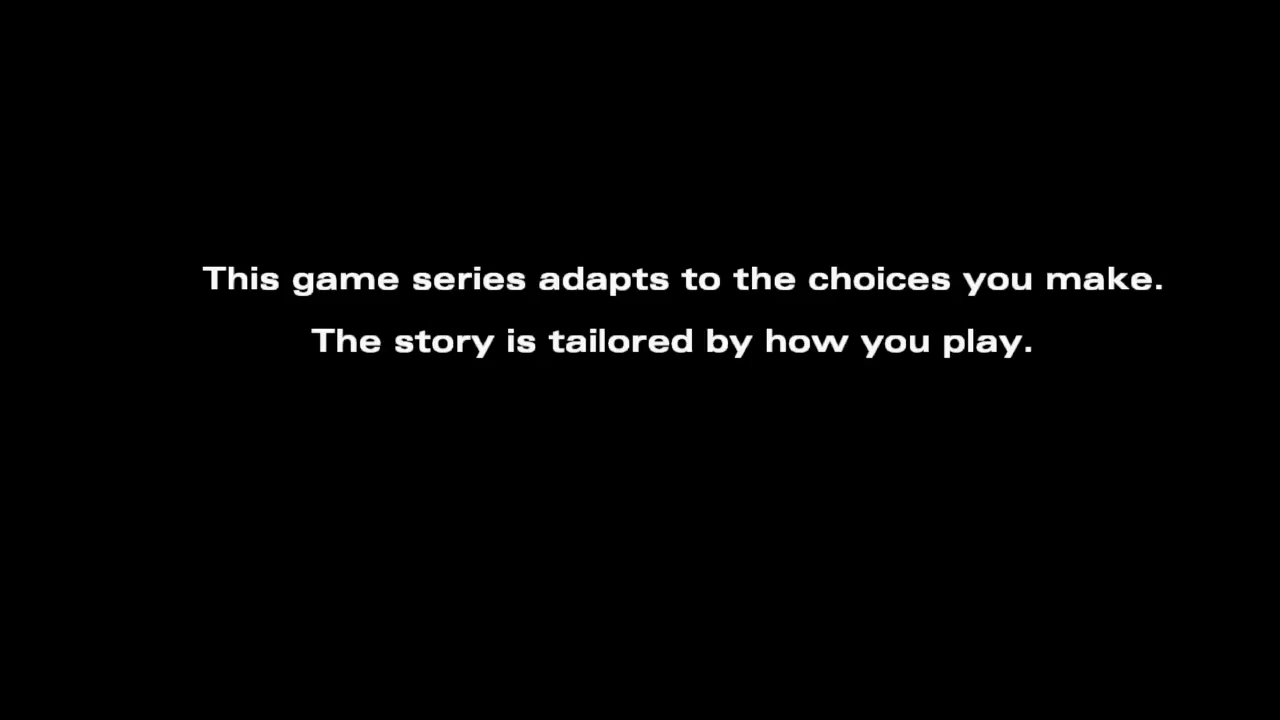 This game series adapts to the choices you make.
The story is tailored by how you play.